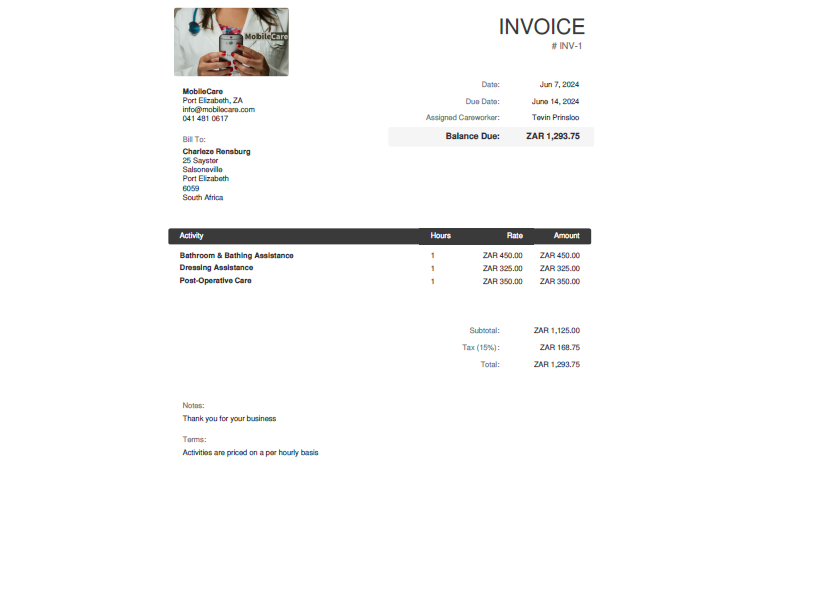 MobileCare
INVOICE
# INV-1
MobileCare
Port Elizabeth, ZA
info@mobilecare.com
041 481 0617
Date: Jun 7, 2024
Due Date: June 14, 2024
Assigned Careworker: Tevin Prinsloo
Balance Due: ZAR 1,293.75
Bill To:
Charleze Rensburg
25 Sayster
Salsoneville
Port Elizabeth
6059
South Africa
Activity Hours Rate Amount
Bathroom & Bathing Assistance 1 ZAR 450.00 ZAR 450.00
Dressing Assistance 1 ZAR 325.00 ZAR 325.00
Post-Operative Care 1 ZAR 350.00 ZAR 350.00
Subtotal: ZAR 1,125.00
Tax (15%): ZAR 168.75
Total: ZAR 1,293.75
Notes:
Thank you for your business
Terms:
Activities are priced on a per hourly basis